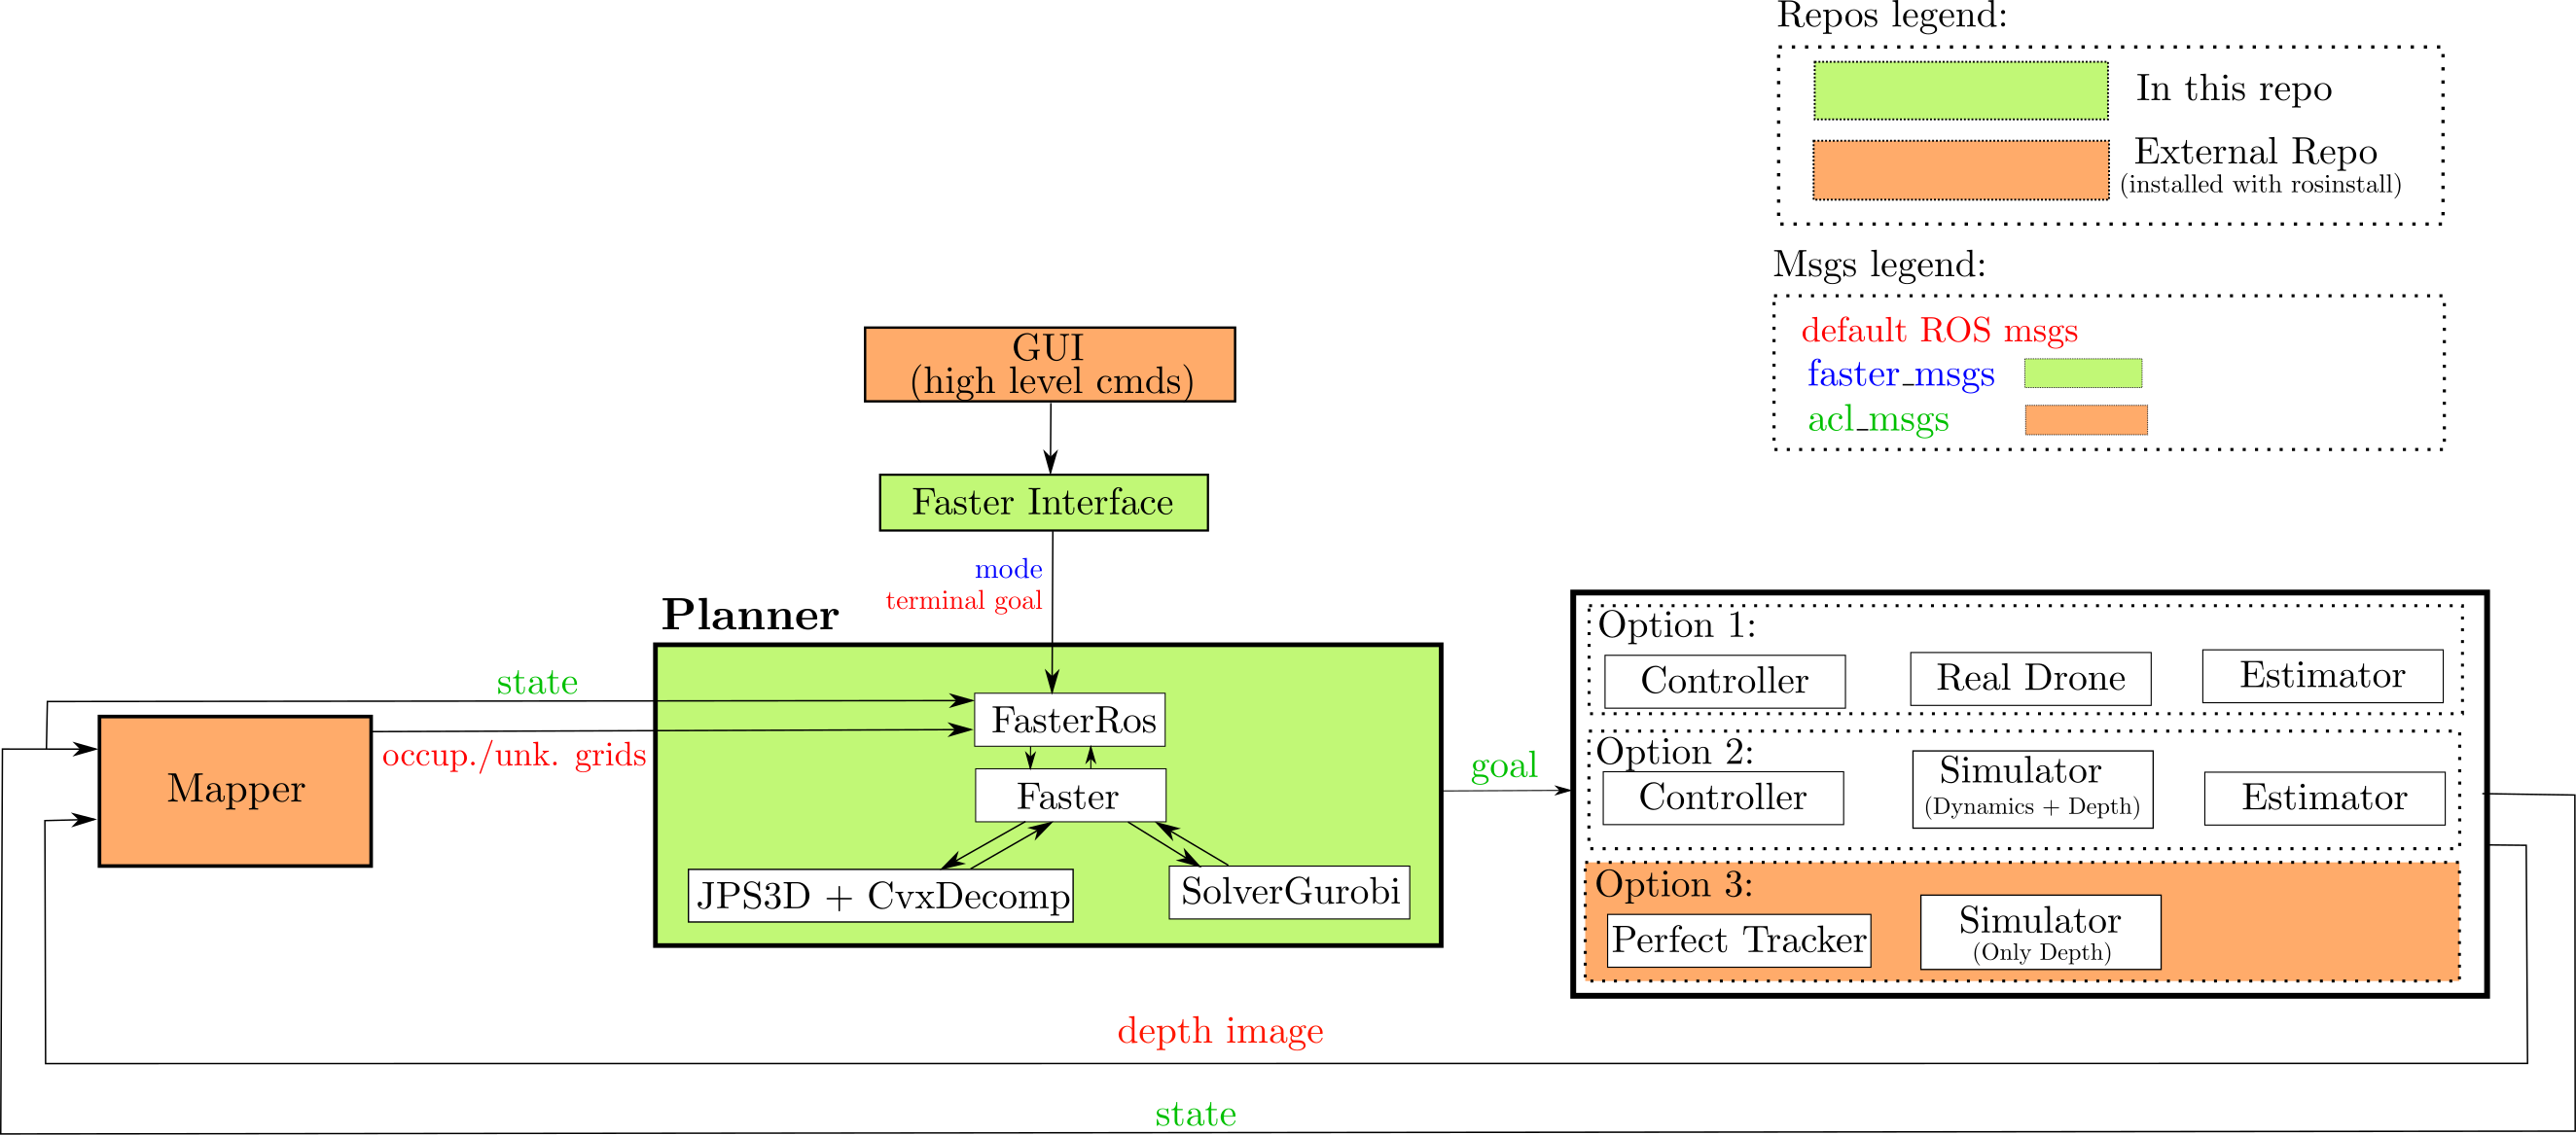 Repos legend:
In this repo
External Repo
(installed with rosinstall)
Msgs legend:
default ROS msgs
faster_msgs
acl_msgs
GUI
(high level cmds)
Faster Interface
mode
terminal goal
Planner
state
occup./unk. grids
Mapper
FasterRos
Faster
JPS3D + CvxDecomp
SolverGurobi
goal
Option 1:
Controller
Real Drone
Estimator
Option 2:
Controller
Simulator
(Dynamics + Depth)
Estimator
Option 3:
Perfect Tracker
Simulator
(Only Depth)
depth image
state